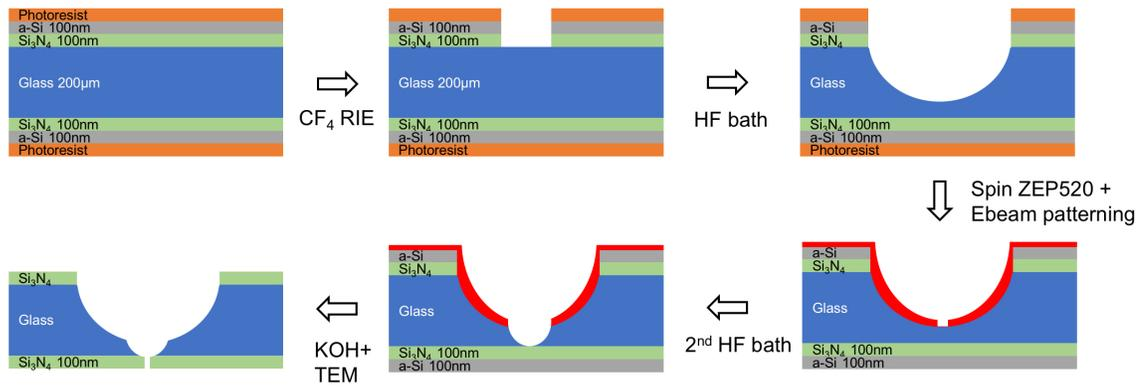 Photoresist
a-Si 100nm
Si₃N₄ 100nm
Glass 200μm
Si₃N₄ 100nm
a-Si 100nm
Photoresist
CF₄ RIE
Photoresist
a-Si 100nm
Si₃N₄ 100nm
Glass 200μm
Si₃N₄ 100nm
a-Si 100nm
Photoresist
HF bath
Photoresist
a-Si
Si₃N₄
Glass
Si₃N₄ 100nm
a-Si 100nm
Photoresist
Spin ZEP520 +
Ebeam patterning
a-Si
Si₃N₄
Glass
Si₃N₄ 100nm
a-Si 100nm
2ⁿᵈ HF bath
a-Si
Si₃N₄
Glass
Si₃N₄ 100nm
a-Si 100nm
KOH+
TEM
Si₃N₄
Glass
Si₃N₄ 100nm